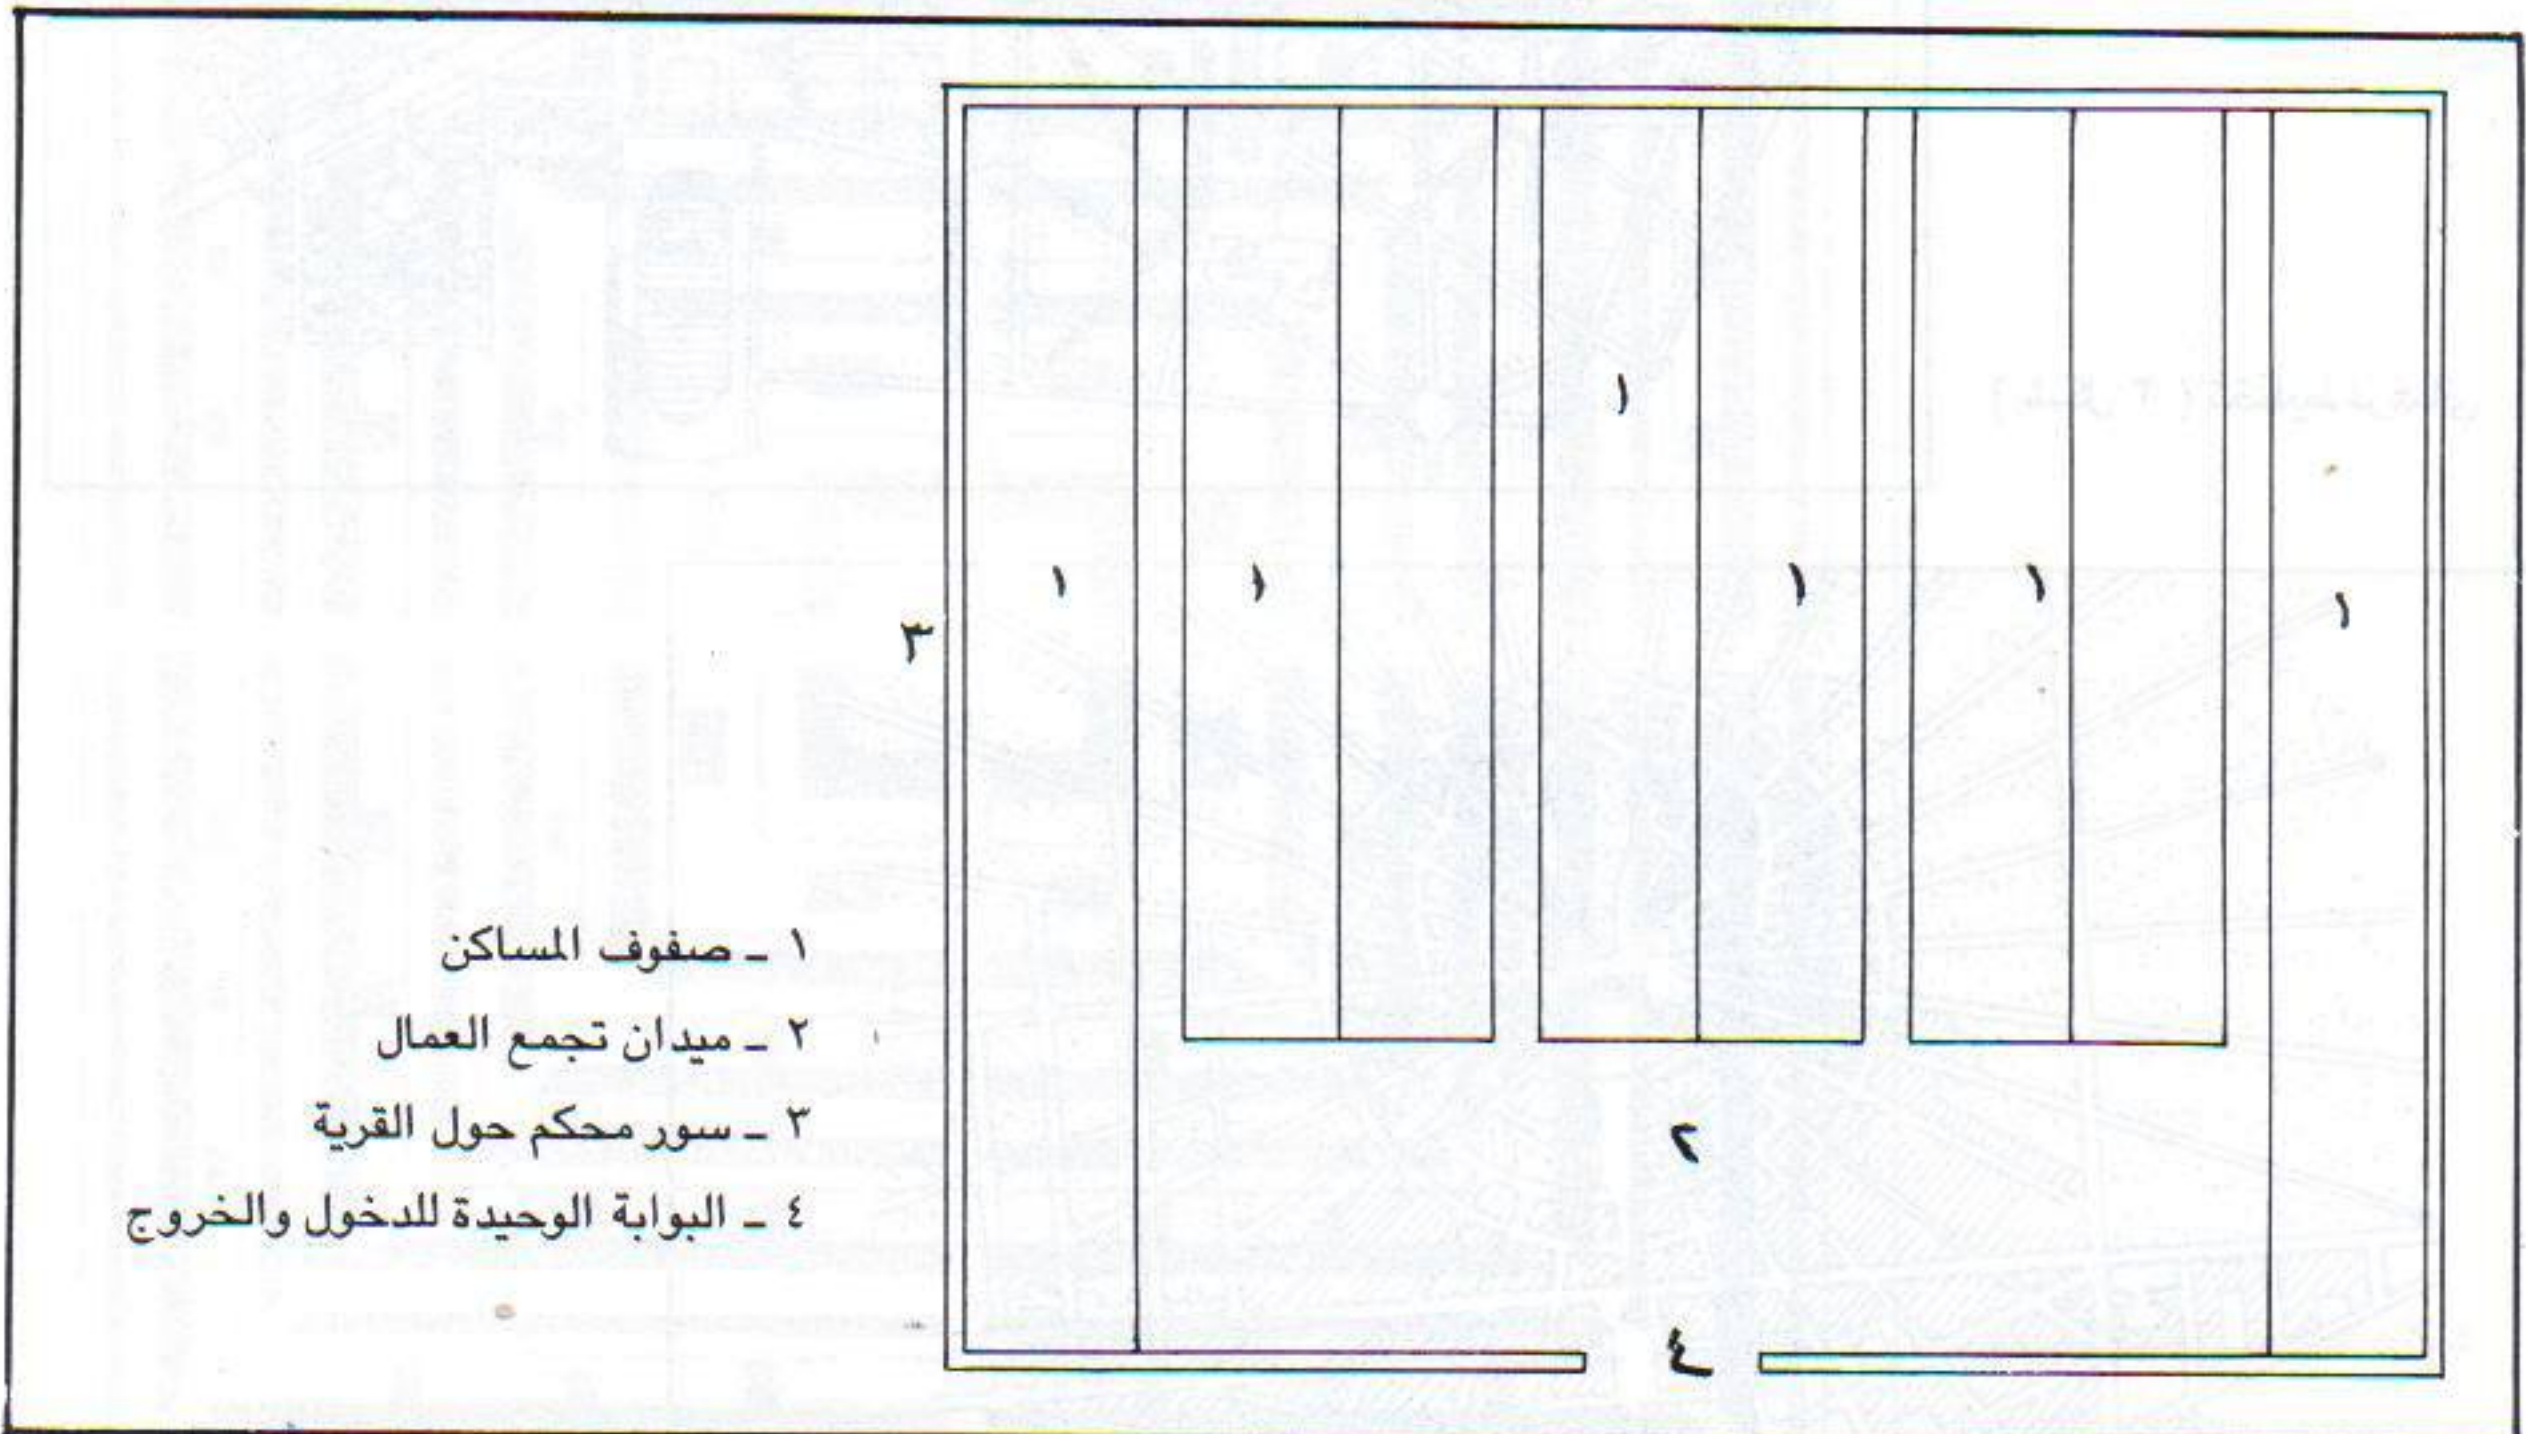 ١
١
١
١
١
١
٣
٢
٤
١ ـ صفوف المساكن
٢ ـ ميدان تجمع العمال
٣ ـ سور محكم حول القرية
٤ ـ البوابة الوحيدة للدخول والخروج